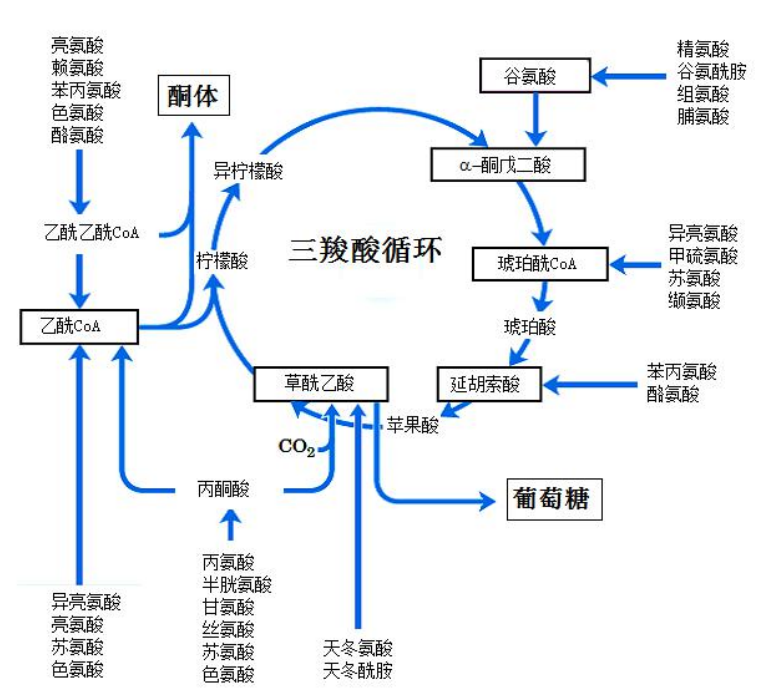 亮氨酸
赖氨酸
苯丙氨酸
色氨酸
酪氨酸
酮体
谷氨酸
精氨酸
谷氨酰胺
组氨酸
脯氨酸
异柠檬酸
α-酮戊二酸
乙酰乙酰CoA
柠檬酸
三羧酸循环
琥珀酰CoA
异亮氨酸
甲硫氨酸
苏氨酸
缬氨酸
乙酰CoA
琥珀酸
草酰乙酸
延胡索酸
苯丙氨酸
酪氨酸
苹果酸
CO2
丙酮酸
葡萄糖
异亮氨酸
亮氨酸
苏氨酸
色氨酸
丙氨酸
半胱氨酸
甘氨酸
丝氨酸
苏氨酸
色氨酸
天冬氨酸
天冬酰胺